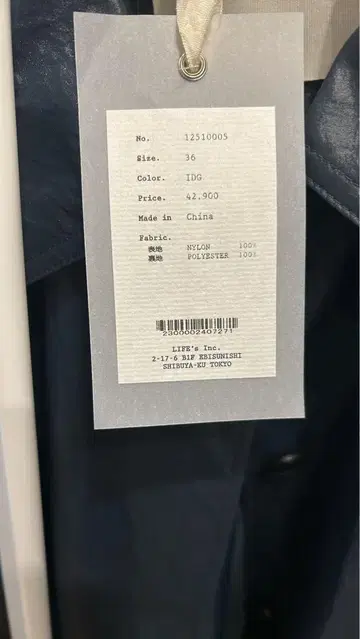 No. 12510005
Size. 36
Color. IDG
Price. 42,900
Made in China
Fabric.
表地 NYLON 100%
裏地 POLYESTER 100%
2300002407271
LIFE's Inc.
2-17-6 B1F EBISUNISHI
SHIBUYA-KU TOKYO